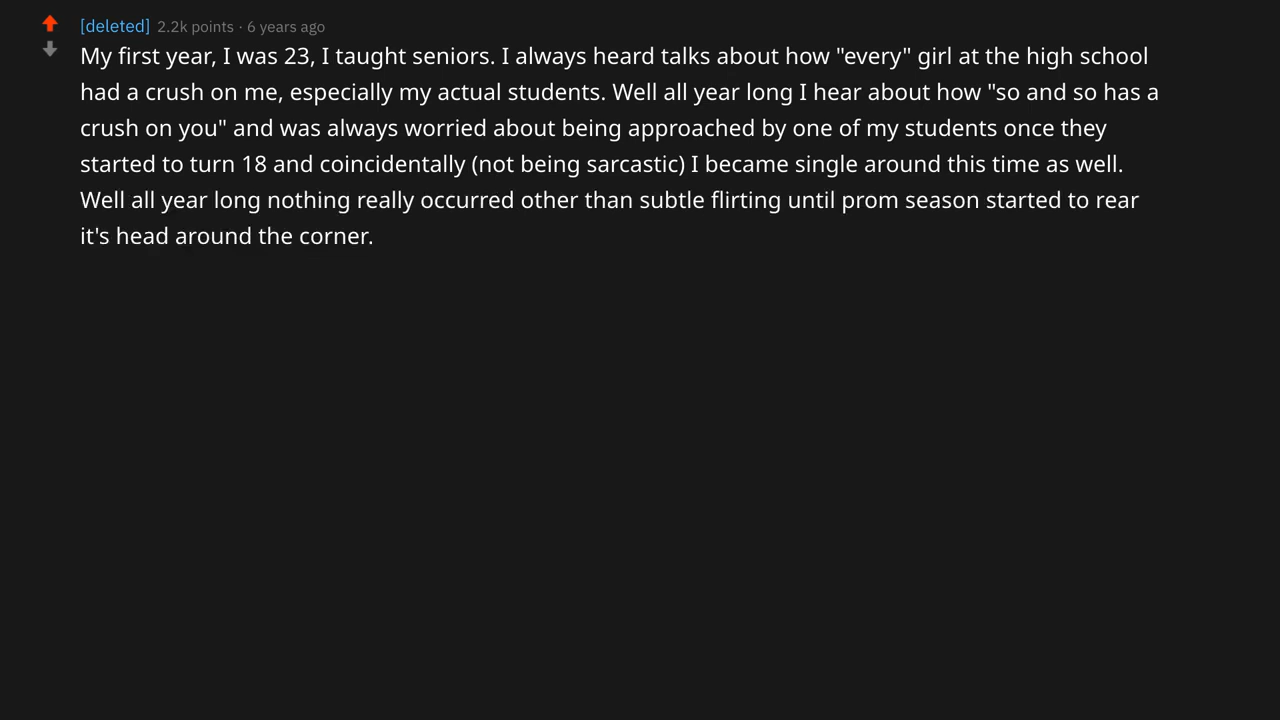 [deleted] 2.2k points · 6 years ago
My first year, I was 23, I taught seniors. I always heard talks about how "every" girl at the high school
had a crush on me, especially my actual students. Well all year long I hear about how "so and so has a
crush on you" and was always worried about being approached by one of my students once they
started to turn 18 and coincidentally (not being sarcastic) I became single around this time as well.
Well all year long nothing really occurred other than subtle flirting until prom season started to rear
it's head around the corner.